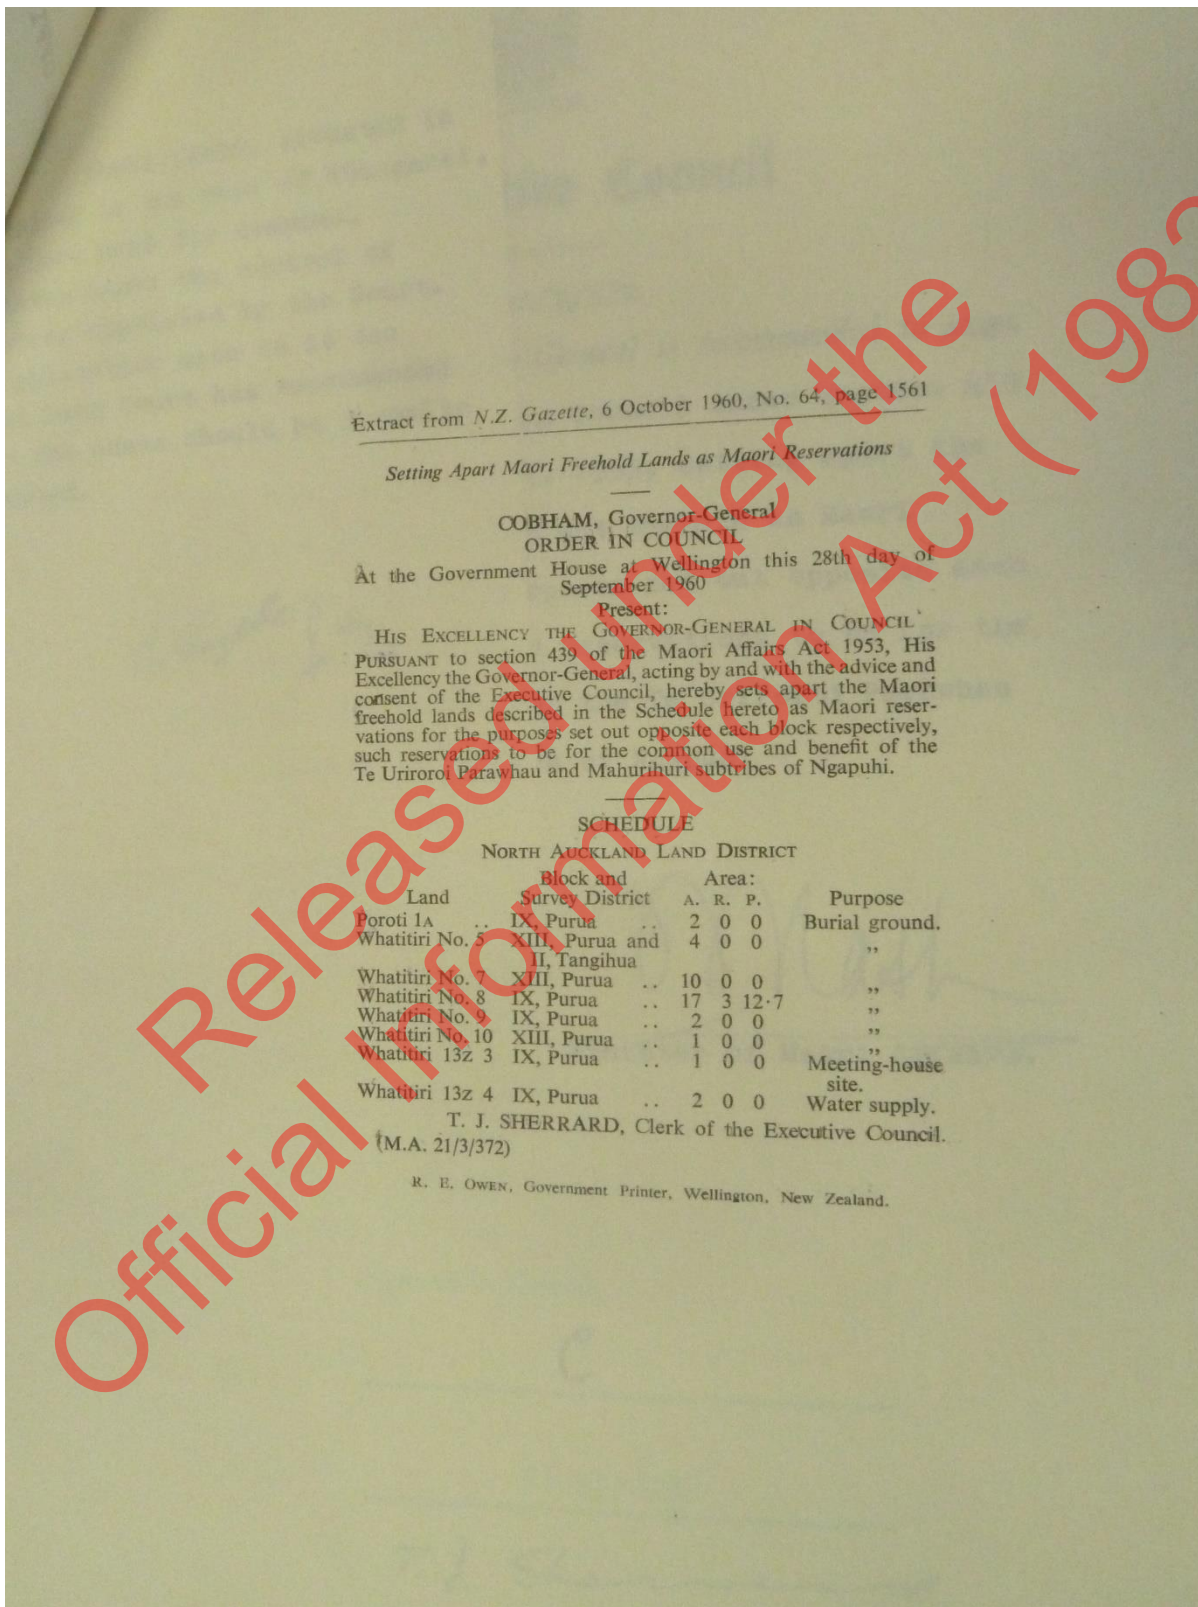 Extract from N.Z. Gazette, 6 October 1960, No. 64, page 1561
Setting Apart Maori Freehold Lands as Maori Reservations
COBHAM, Governor-General
ORDER IN COUNCIL
At the Government House at Wellington this 28th day of
September 1960
Present:
HIS EXCELLENCY THE GOVERNOR-GENERAL IN COUNCIL
PURSUANT to section 439 of the Maori Affairs Act 1953, His
Excellency the Governor-General, acting by and with the advice and
consent of the Executive Council, hereby sets apart the Maori
freehold lands described in the Schedule hereto as Maori reser-
vations for the purposes set out opposite each block respectively,
such reservations to be for the common use and benefit of the
Te Uriroroi Parawhau and Mahurihuri subtribes of Ngapuhi.
SCHEDULE
NORTH AUCKLAND LAND DISTRICT
Block and Area:
Land Survey District A. R. P. Purpose
Poroti 1A .. IX, Purua .. 2 0 0 Burial ground.
Whatitiri No. 5 XIII, Purua and 4 0 0 ,,
II, Tangihua
Whatitiri No. 7 XIII, Purua .. 10 0 0 ,,
Whatitiri No. 8 IX, Purua .. 17 3 12·7 ,,
Whatitiri No. 9 IX, Purua .. 2 0 0 ,,
Whatitiri No. 10 XIII, Purua .. 1 0 0 ,,
Whatitiri 13Z 3 IX, Purua .. 1 0 0 Meeting-house
site.
Whatitiri 13Z 4 IX, Purua .. 2 0 0 Water supply.
T. J. SHERRARD, Clerk of the Executive Council.
(M.A. 21/3/372)
R. E. OWEN, Government Printer, Wellington, New Zealand.
Released under the
Official Information Act (1982